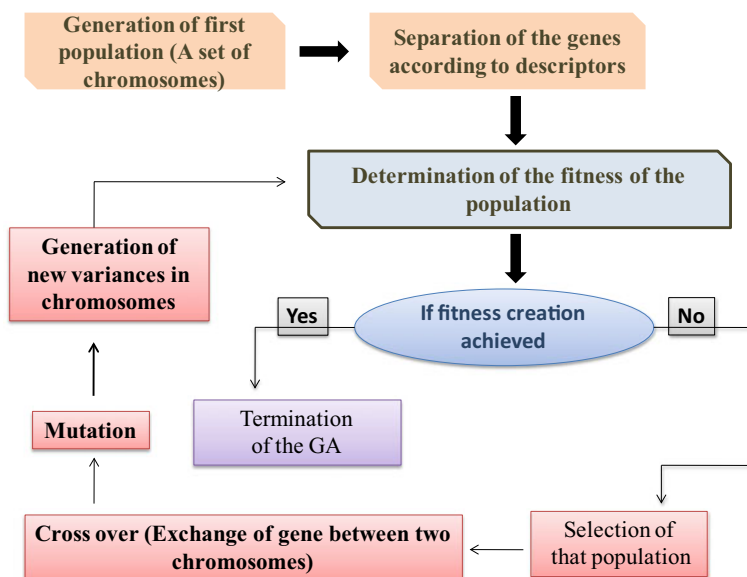 Generation of first
population (A set of
chromosomes)
Separation of the genes
according to descriptors
Determination of the fitness of the
population
Generation of
new variances in
chromosomes
Yes
If fitness creation
achieved
No
Mutation
Termination
of the GA
Cross over (Exchange of gene between two
chromosomes)
Selection of
that population